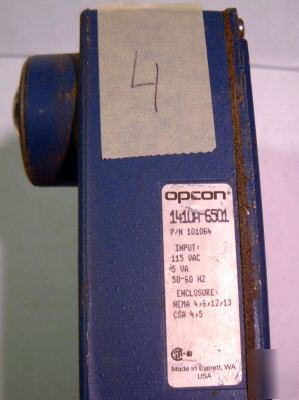 4
opcon
1410A 6501
P/N 101064
INPUT:
115 VAC
5 VA
50-60 HZ
ENCLOSURE:
NEMA 4,6,12,13
CSA 4,5
Made in Everett, WA
USA